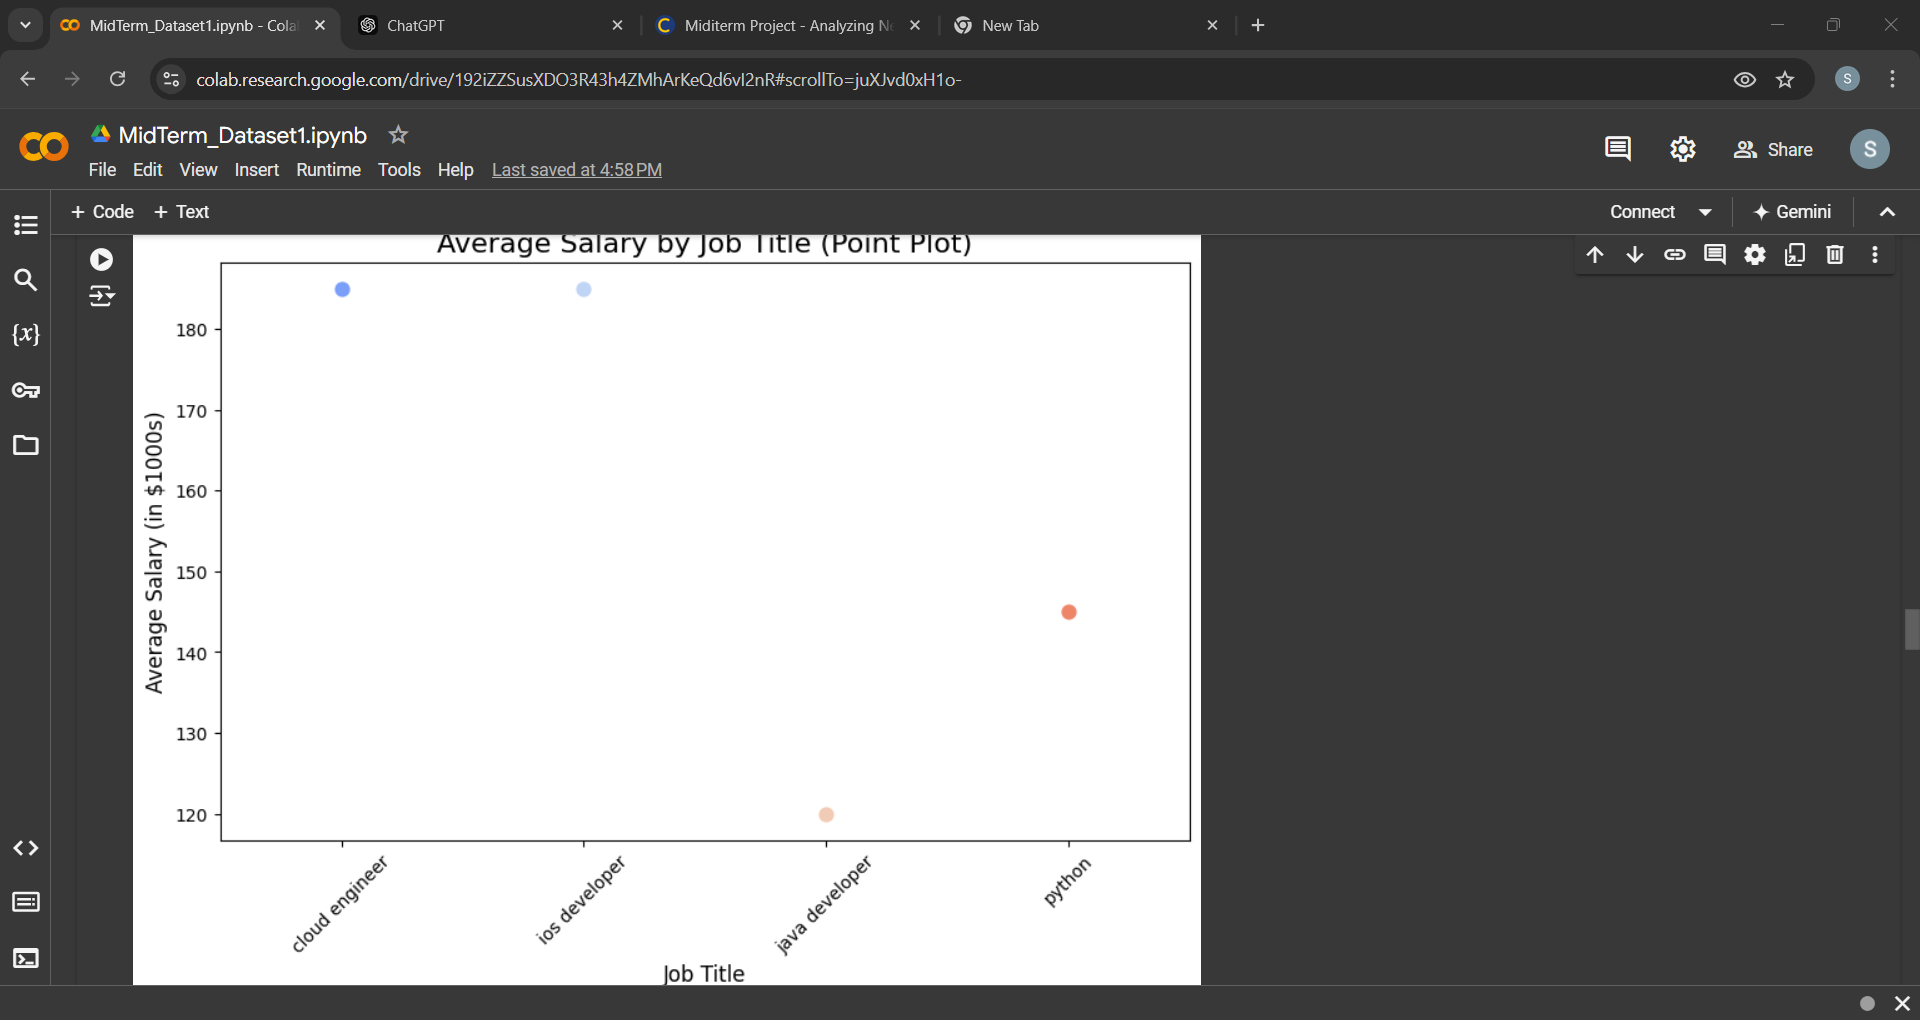 MidTerm_Dataset1.ipynb - Cola
ChatGPT
Miditerm Project - Analyzing Ne
New Tab
colab.research.google.com/drive/192iZZSusXDO3R43h4ZMhArKeQd6vI2nR#scrollTo=juXJvd0xH1o-
S
MidTerm_Dataset1.ipynb
Share
S
File Edit View Insert Runtime Tools Help Last saved at 4:58 PM
+ Code + Text
Connect
Gemini
{x}
Average Salary by Job Title (Point Plot)
Average Salary (in $1000s)
180
170
160
150
140
130
120
cloud engineer
ios developer
java developer
python
Job Title